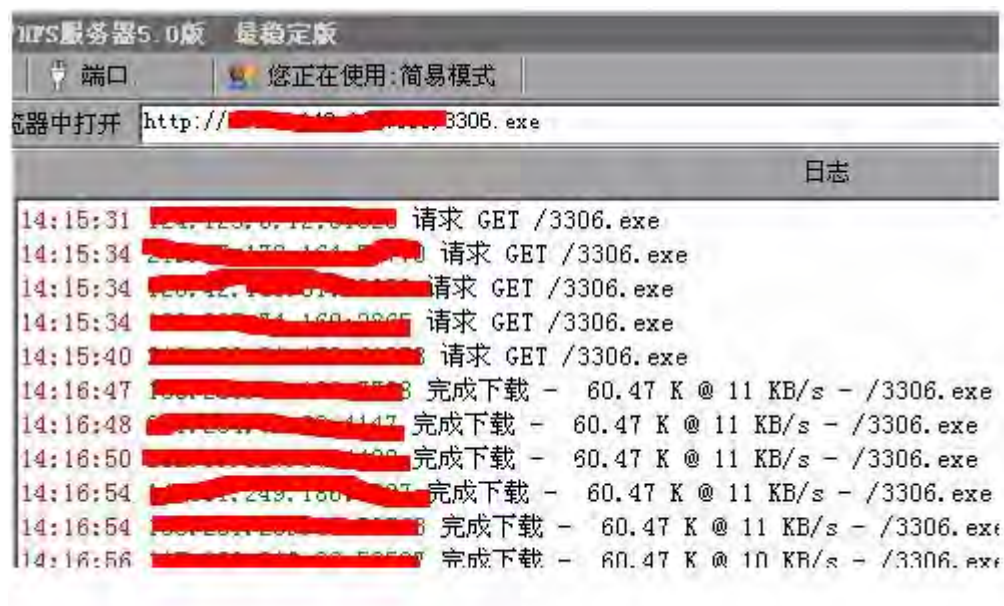 服务器5.0版 最稳定版
端口 您正在使用:简易模式
览器中打开 http:// 3306.exe
日志
14:15:31 请求 GET /3306.exe
14:15:34 请求 GET /3306.exe
14:15:34 请求 GET /3306.exe
14:15:34 请求 GET /3306.exe
14:15:40 请求 GET /3306.exe
14:16:47 完成下载 - 60.47 K @ 11 KB/s - /3306.exe
14:16:48 完成下载 - 60.47 K @ 11 KB/s - /3306.exe
14:16:50 完成下载 - 60.47 K @ 11 KB/s - /3306.exe
14:16:54 完成下载 - 60.47 K @ 11 KB/s - /3306.exe
14:16:54 完成下载 - 60.47 K @ 11 KB/s - /3306.exe
14:16:56 完成下载 - 60.47 K @ 10 KB/s - /3306.exe